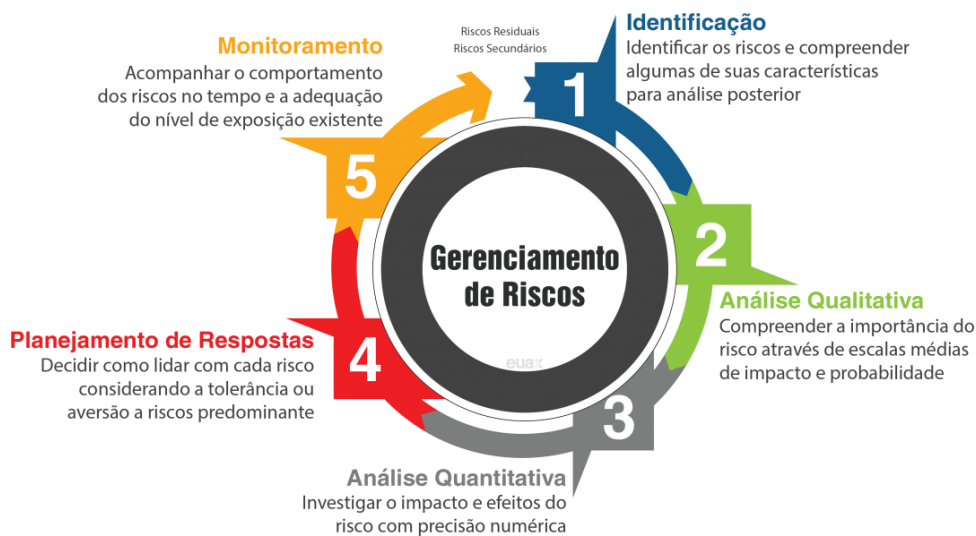 Riscos Residuais
Riscos Secundários
1
Identificação
Identificar os riscos e compreender
algumas de suas características
para análise posterior
2
Análise Qualitativa
Compreender a importância do
risco através de escalas médias
de impacto e probabilidade
3
Análise Quantitativa
Investigar o impacto e efeitos do
risco com precisão numérica
4
Planejamento de Respostas
Decidir como lidar com cada risco
considerando a tolerância ou
aversão a riscos predominante
5
Monitoramento
Acompanhar o comportamento
dos riscos no tempo e a adequação
do nível de exposição existente
Gerenciamento
de Riscos
euax